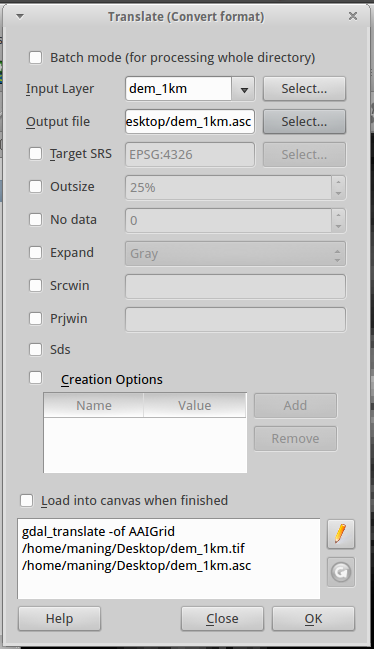 Translate (Convert format)
Batch mode (for processing whole directory)
Input Layer dem_1km Select...
Output file esktop/dem_1km.asc Select...
Target SRS EPSG:4326 Select...
Outsize 25%
No data 0
Expand Gray
Srcwin
Prjwin
Sds
Creation Options
Name Value Add
Remove
Load into canvas when finished
gdal_translate -of AAIGrid
/home/maning/Desktop/dem_1km.tif
/home/maning/Desktop/dem_1km.asc
Help Close OK